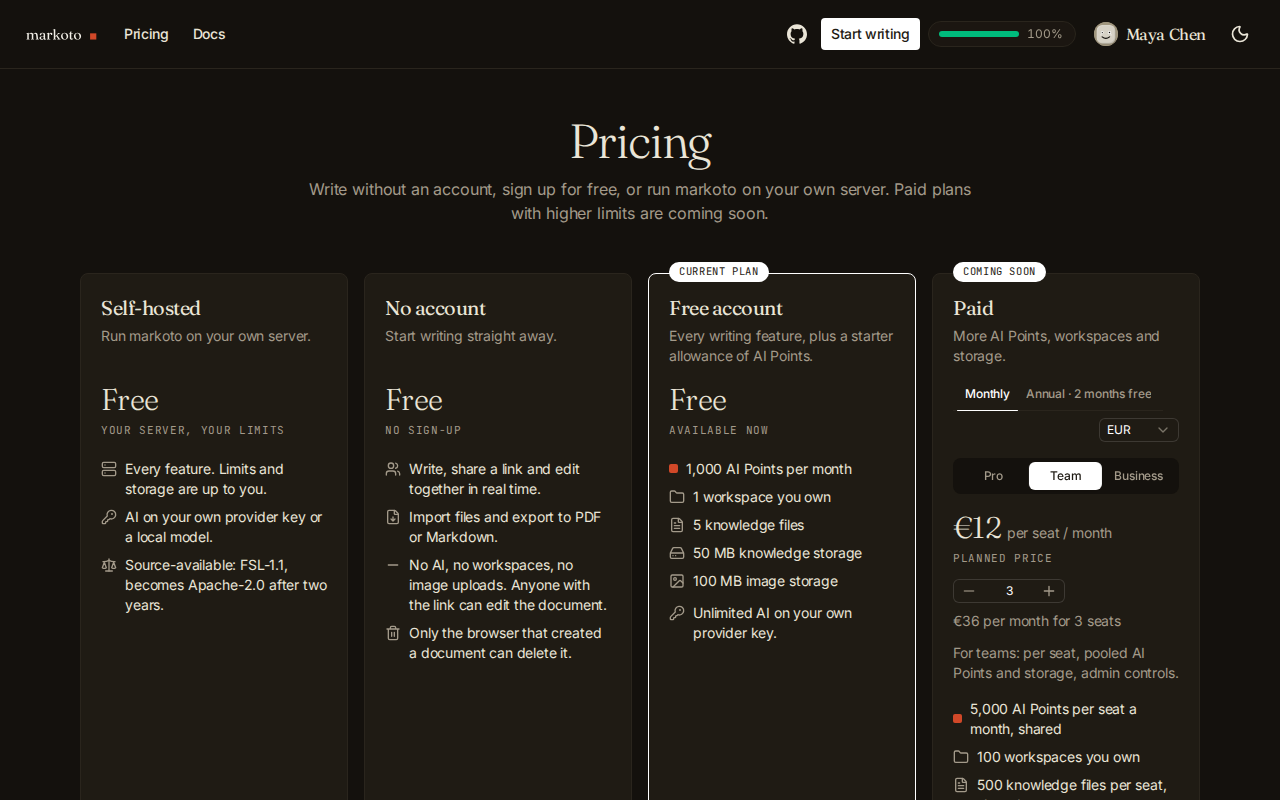 markoto
Pricing
Docs
Start writing
100%
Maya Chen
Pricing
Write without an account, sign up for free, or run markoto on your own server. Paid plans
with higher limits are coming soon.
Self-hosted
Run markoto on your own server.
Free
YOUR SERVER, YOUR LIMITS
Every feature. Limits and
storage are up to you.
AI on your own provider key or
a local model.
Source-available: FSL-1.1,
becomes Apache-2.0 after two
years.
No account
Start writing straight away.
Free
NO SIGN-UP
Write, share a link and edit
together in real time.
Import files and export to PDF
or Markdown.
No AI, no workspaces, no
image uploads. Anyone with
the link can edit the document.
Only the browser that created
a document can delete it.
CURRENT PLAN
Free account
Every writing feature, plus a starter
allowance of AI Points.
Free
AVAILABLE NOW
1,000 AI Points per month
1 workspace you own
5 knowledge files
50 MB knowledge storage
100 MB image storage
Unlimited AI on your own
provider key.
COMING SOON
Paid
More AI Points, workspaces and
storage.
Monthly
Annual · 2 months free
EUR
Pro
Team
Business
€12 per seat / month
PLANNED PRICE
3
€36 per month for 3 seats
For teams: per seat, pooled AI
Points and storage, admin controls.
5,000 AI Points per seat a
month, shared
100 workspaces you own
500 knowledge files per seat,